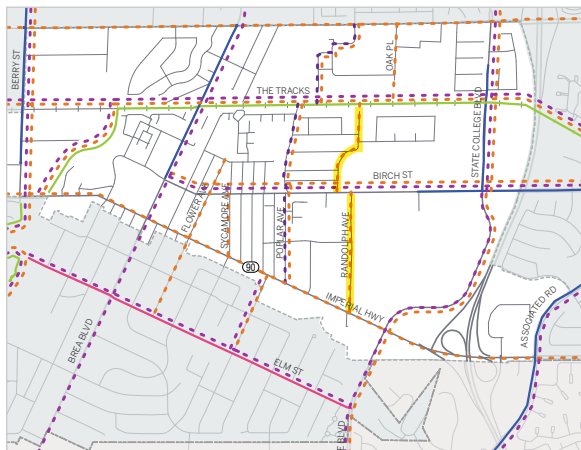 OAK PL
BERRY ST
THE TRACKS
STATE COLLEGE BLVD
BIRCH ST
FLOWER AVE
SYCAMORE AVE
POPLAR AVE
RANDOLPH AVE
90
IMPERIAL HWY
ASSOCIATED RD
BREA BLVD
ELM ST
E BLVD